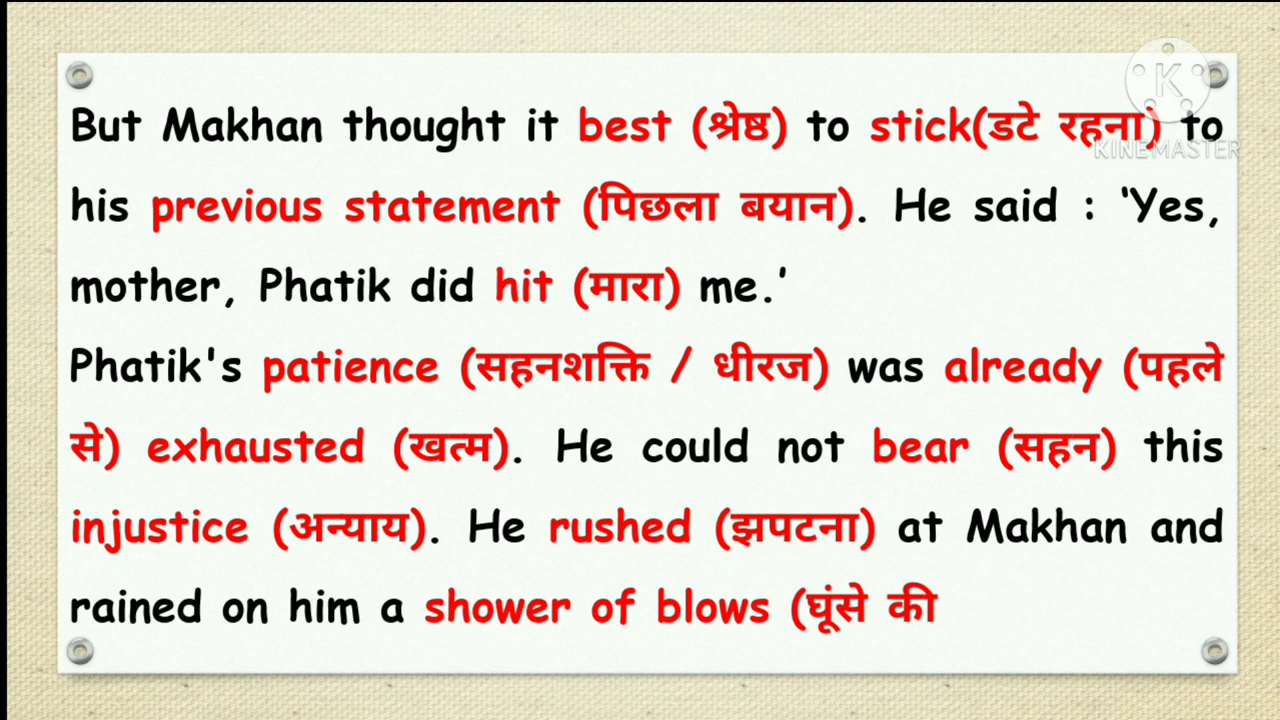 But Makhan thought it best (श्रेष्ठ) to stick(डटे रहना) to
his previous statement (पिछला बयान). He said : ‘Yes,
mother, Phatik did hit (मारा) me.’
Phatik's patience (सहनशक्ति / धीरज) was already (पहले
से) exhausted (खत्म). He could not bear (सहन) this
injustice (अन्याय). He rushed (झपटना) at Makhan and
rained on him a shower of blows (घूंसे की
K
KINEMASTER